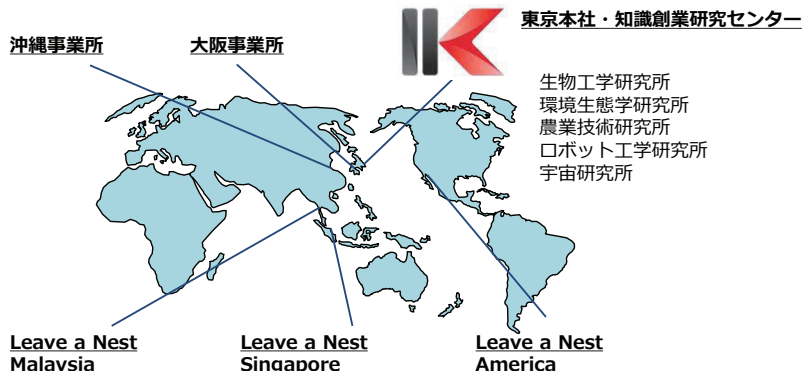 東京本社・知識創業研究センター
沖縄事業所
大阪事業所
生物工学研究所
環境生態学研究所
農業技術研究所
ロボット工学研究所
宇宙研究所
Leave a Nest
Malaysia
Leave a Nest
Singapore
Leave a Nest
America